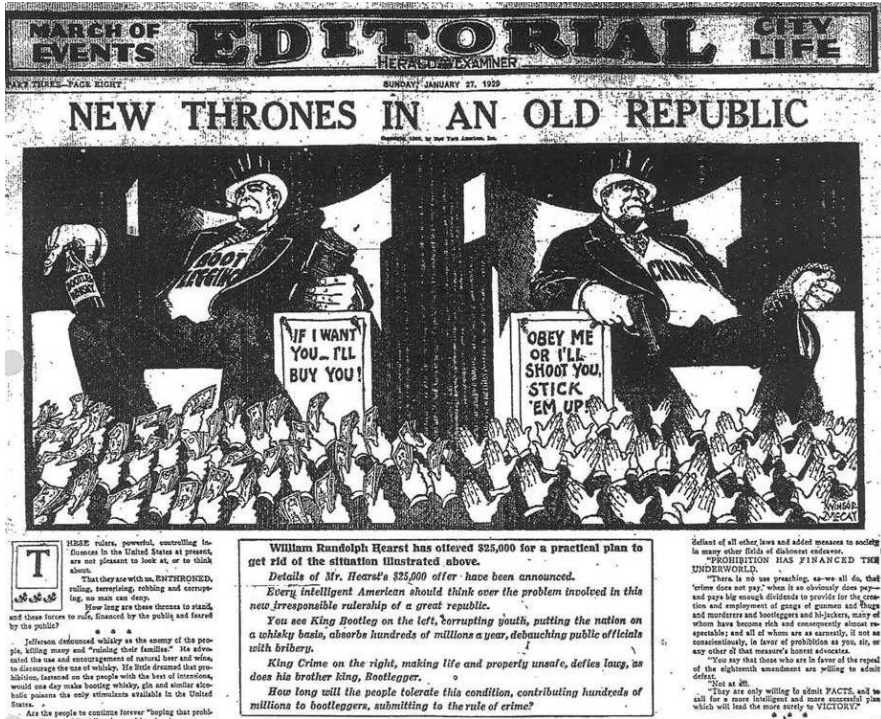 MARCH OF
EVENTS
EDITORIAL
HERALD EXAMINER
CITY
LIFE
PART THREE—PAGE EIGHT
SUNDAY, JANUARY 27, 1929
NEW THRONES IN AN OLD REPUBLIC
by New York American, Inc.
BOOT
LEGGING
BOOTLEG
WHISKY
IF I WANT
YOU - I'LL
BUY YOU!
CRIME
OBEY ME
OR I'LL
SHOOT YOU,
STICK
'EM UP!
WINSOR
McCAY
THESE rulers, powerful, controlling in-
fluences in the United States at present,
are not pleasant to look at, or to think
about.
That they are with us, ENTHRONED,
ruling, terrorizing, robbing and corrupt-
ing, no man can deny.
How long are these thrones to stand,
and these forces to rule, financed by the public and feared
by the public?
Jefferson denounced whisky as the enemy of the peo-
ple, killing many and "ruining their families." He advo-
cated the use and encouragement of natural beer and wine,
to discourage the use of whisky. He little dreamed that pro-
hibition, fastened on the people with the best of intentions,
would one day make bootleg whisky, gin and similar alco-
holic poisons the only stimulants available in the United
States.
Are the people to continue forever "hoping that prohi-
William Randolph Hearst has offered $25,000 for a practical plan to
get rid of the situation illustrated above.
Details of Mr. Hearst's $25,000 offer have been announced.
Every intelligent American should think over the problem involved in this
new irresponsible rulership of a great republic.
You see King Bootleg on the left, corrupting youth, putting the nation on
a whisky basis, absorbs hundreds of millions a year, debauching public officials
with bribery.
King Crime on the right, making life and property unsafe, defies laws, as
does his brother king, Bootlegger.
How long will the people tolerate this condition, contributing hundreds of
millions to bootleggers, submitting to the rule of crime?
defiant of all other laws and added menaces to society
in many other fields of dishonest endeavor.
"PROHIBITION HAS FINANCED THE
UNDERWORLD.
"There is no use preaching, as we all do, that
'crime does not pay,' when it so obviously does pay—
and pays big enough dividends to provide for the crea-
tion and employment of gangs of gunmen and thugs
and murderers and bootleggers and hi-jackers, many of
whom have become rich and consequently almost re-
spectable; and all of whom are as earnestly, if not as
conscientiously, in favor of prohibition as you, sir, or
any other of that measure's honest advocates.
"You say that those who are in favor of the repeal
of the eighteenth amendment are willing to admit
defeat.
"Not at all.
"They are only willing to admit FACTS, and to
call for a more intelligent and more successful plan
which will lead the more surely to VICTORY."